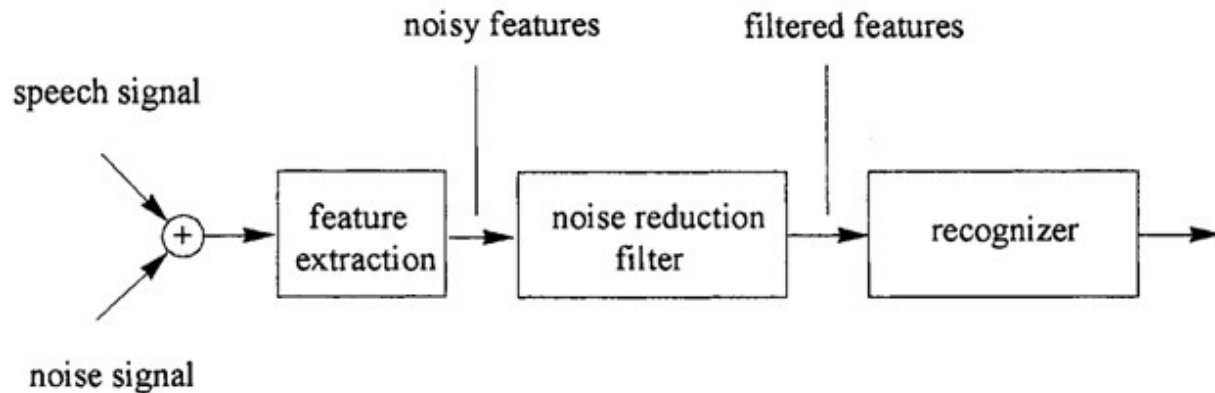 noisy features
filtered features
speech signal
+
feature
extraction
noise reduction
filter
recognizer
noise signal